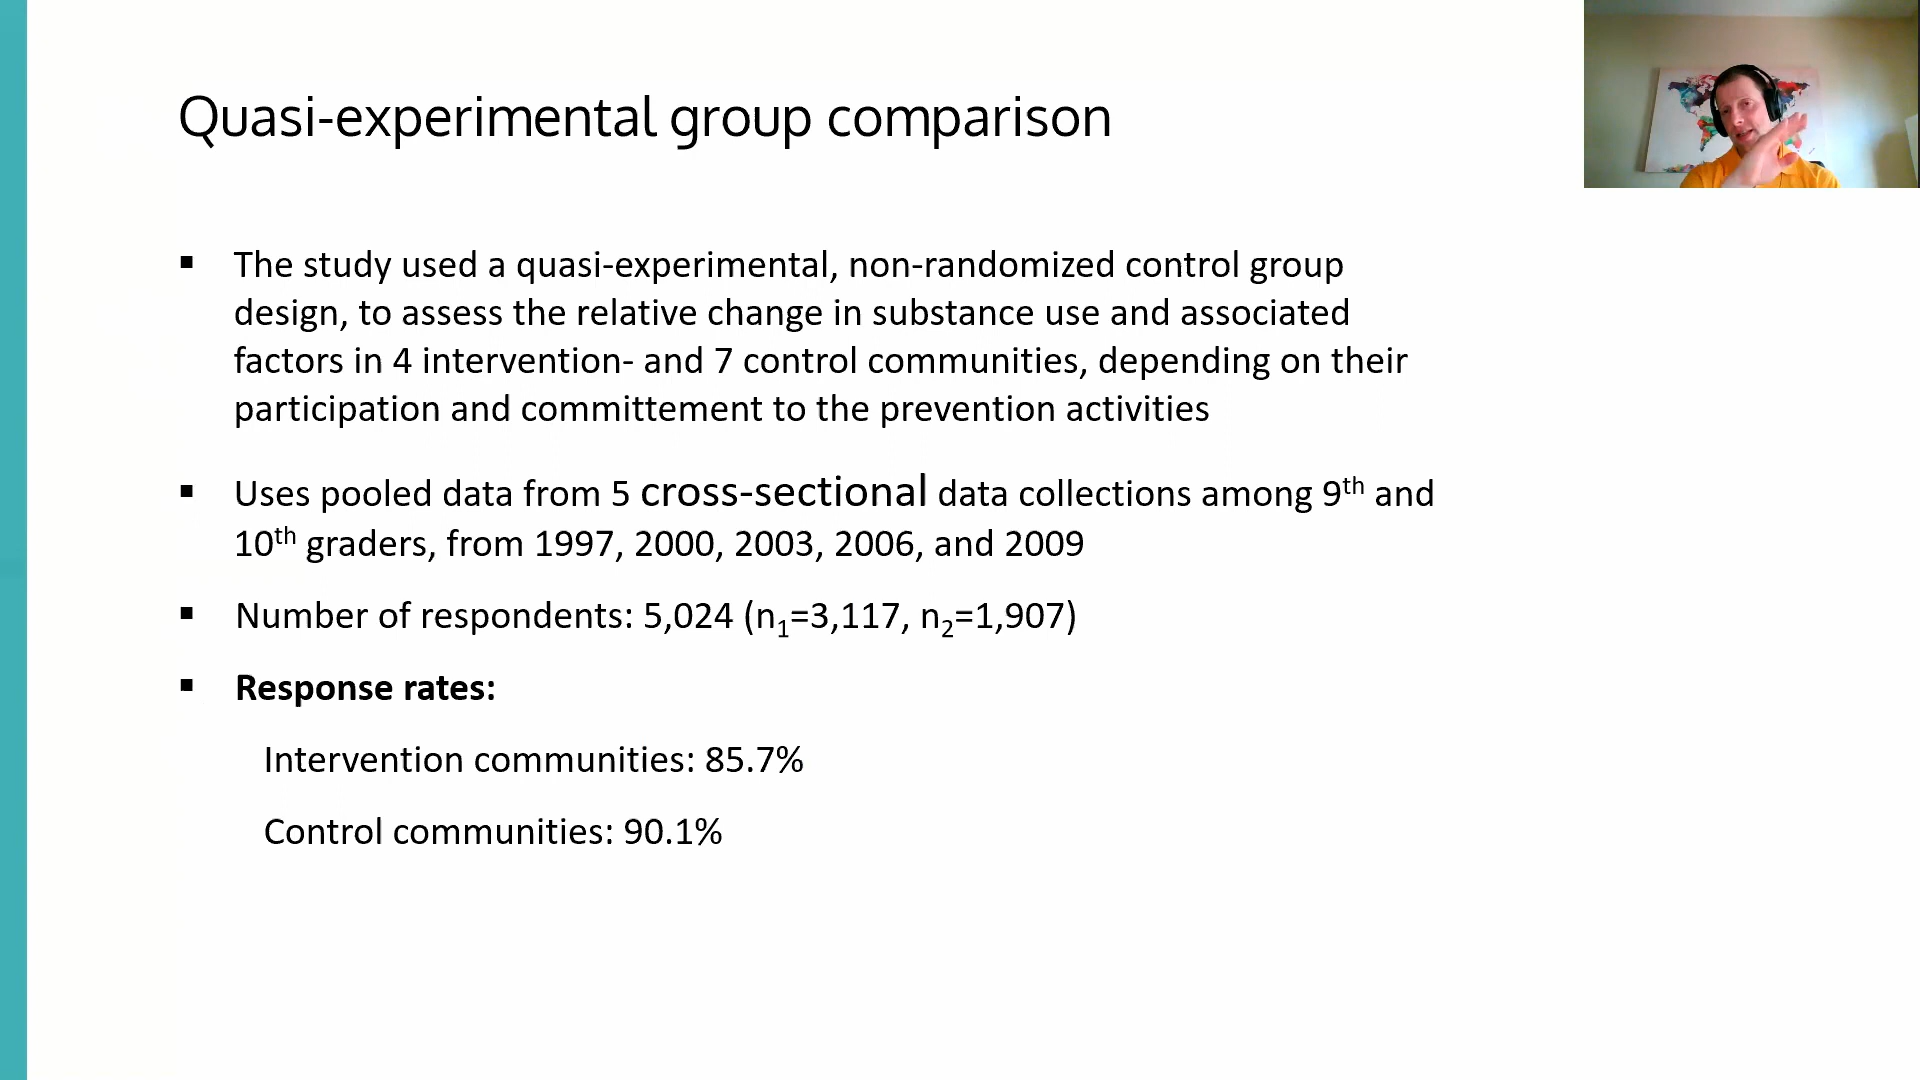 Quasi-experimental group comparison
▪ The study used a quasi-experimental, non-randomized control group
design, to assess the relative change in substance use and associated
factors in 4 intervention- and 7 control communities, depending on their
participation and committement to the prevention activities
▪ Uses pooled data from 5 cross-sectional data collections among 9th and
10th graders, from 1997, 2000, 2003, 2006, and 2009
▪ Number of respondents: 5,024 (n1=3,117, n2=1,907)
▪ Response rates:
Intervention communities: 85.7%
Control communities: 90.1%